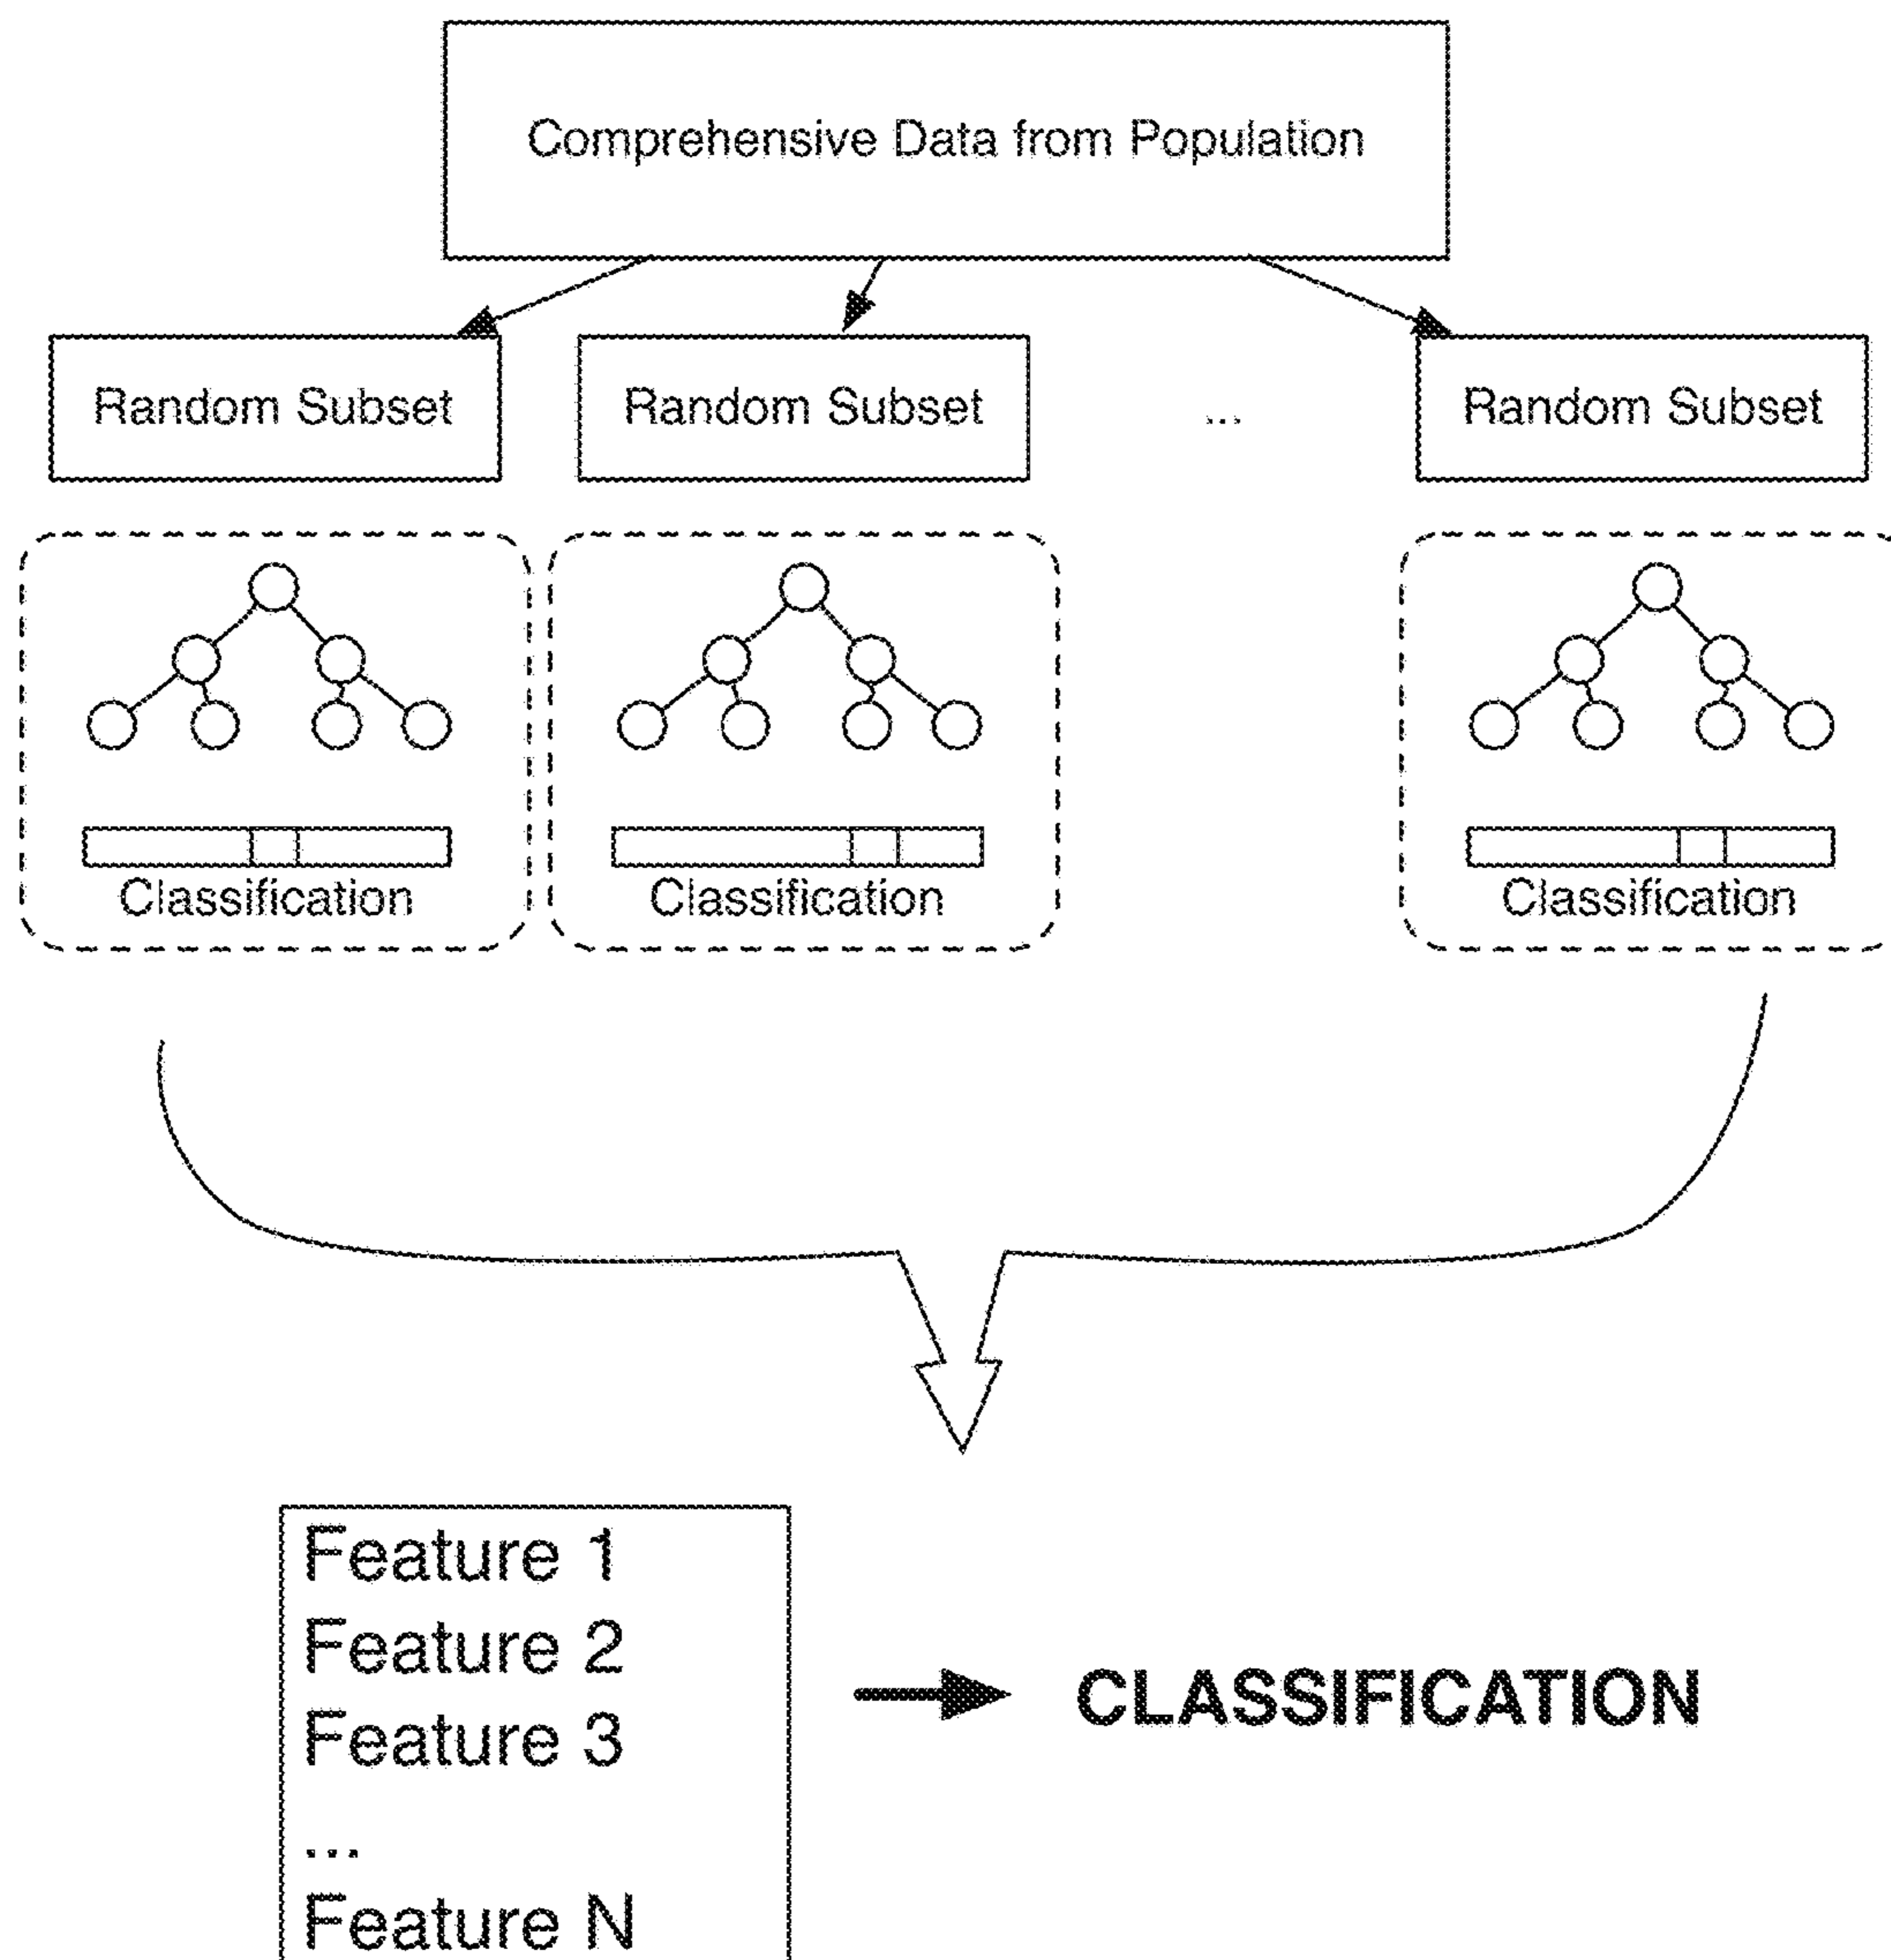 Comprehensive Data from Population
Random Subset
Random Subset
...
Random Subset
Classification
Classification
Classification
Feature 1
Feature 2
Feature 3
...
Feature N
CLASSIFICATION